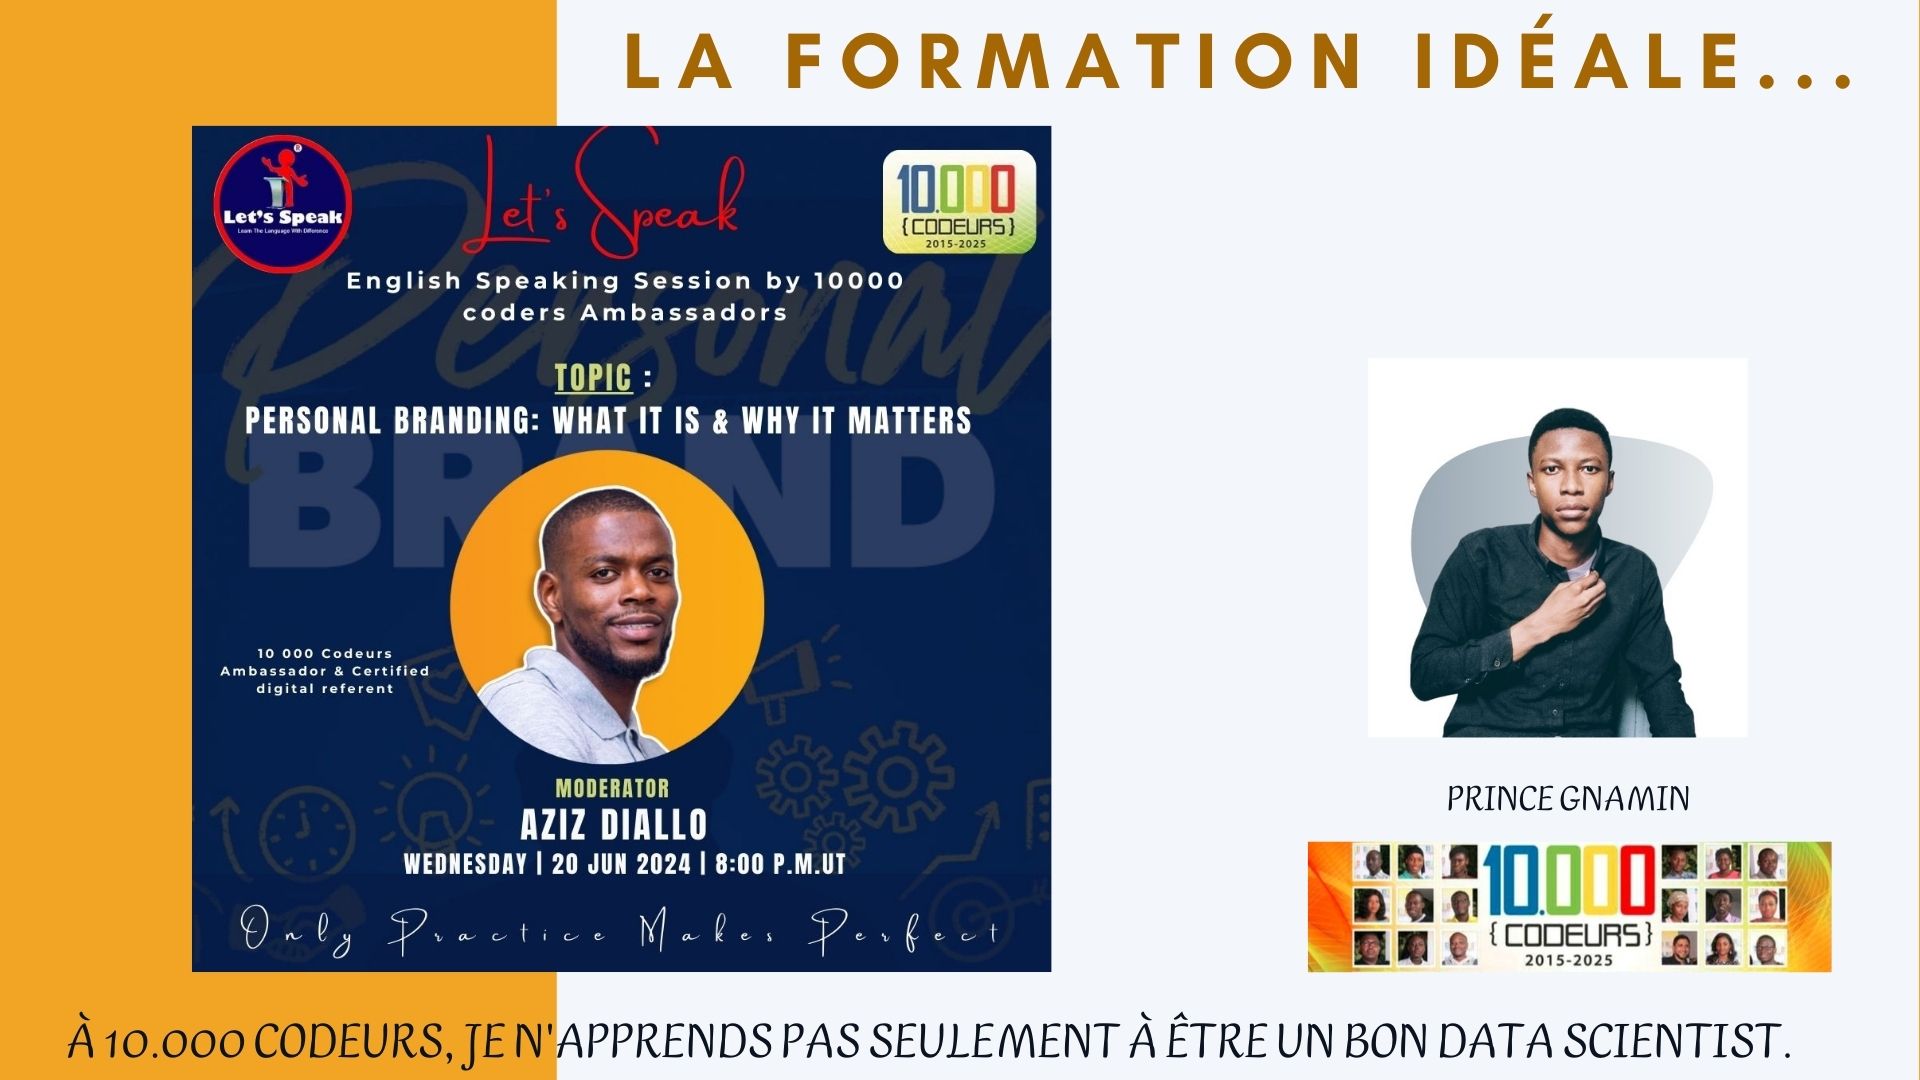 LA FORMATION IDÉALE...
Let's Speak
Learn The Language With Difference
Let's Speak
10.000
{CODEURS}
2015-2025
English Speaking Session by 10000
coders Ambassadors
Personal
BRAND
TOPIC :
PERSONAL BRANDING: WHAT IT IS & WHY IT MATTERS
10 000 Codeurs
Ambassador & Certified
digital referent
MODERATOR
AZIZ DIALLO
WEDNESDAY | 20 JUN 2024 | 8:00 P.M.UT
Only Practice Makes Perfect
PRINCE GNAMIN
10.000
{CODEURS}
2015-2025
À 10.000 CODEURS, JE N'APPRENDS PAS SEULEMENT À ÊTRE UN BON DATA SCIENTIST.